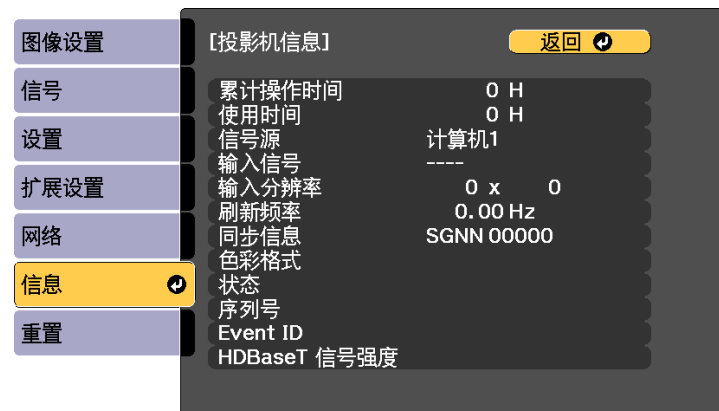 图像设置
信号
设置
扩展设置
网络
信息
重置
[投影机信息]
返回
累计操作时间 0 H
使用时间 0 H
信号源 计算机1
输入信号 ----
输入分辨率 0 x 0
刷新频率 0.00 Hz
同步信息 SGNN 00000
色彩格式
状态
序列号
Event ID
HDBaseT 信号强度